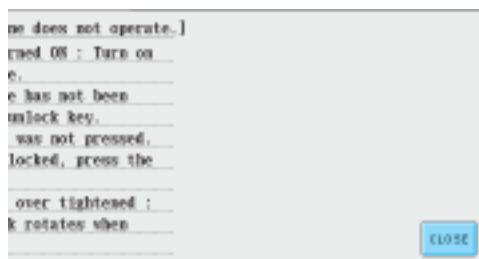 ne does not operate.]
rned ON : Turn on
e.
e has not been
unlock key.
was not pressed.
locked, press the
over tightened :
k rotates when
CLOSE